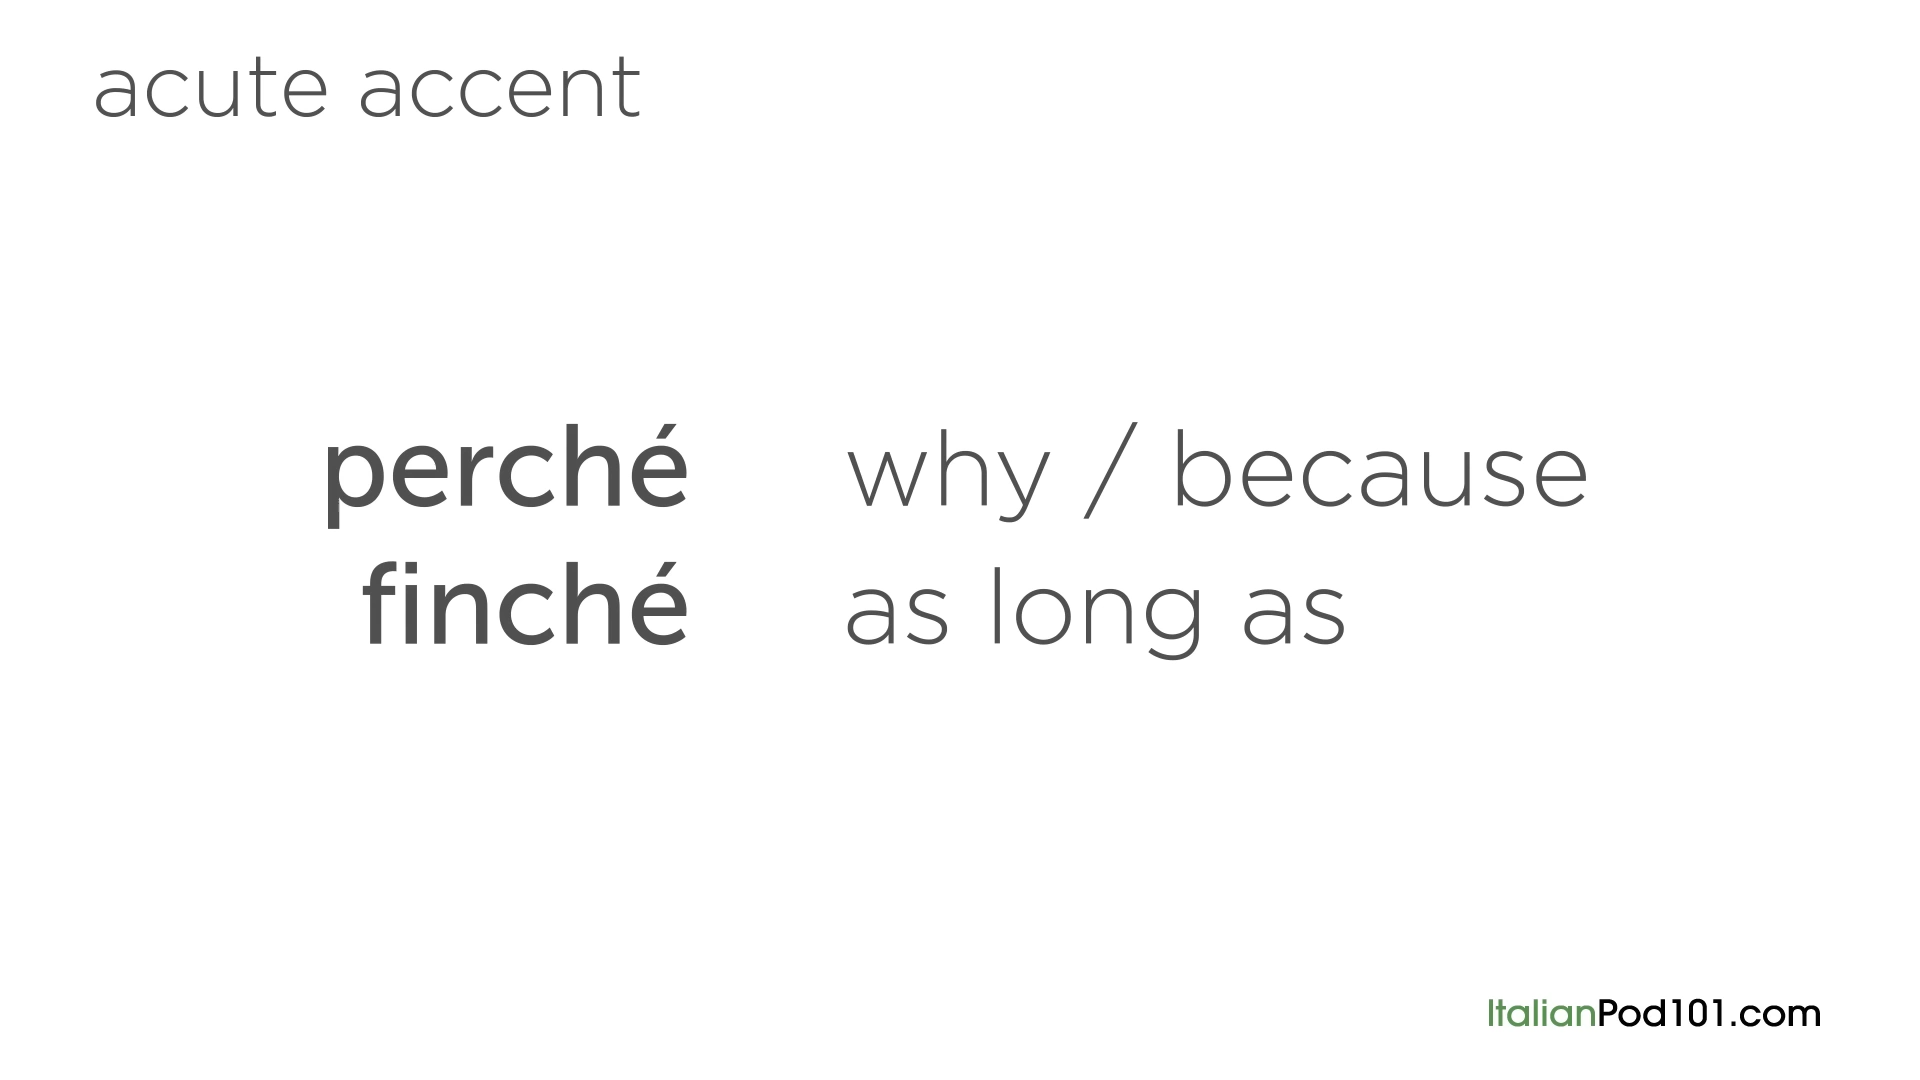 acute accent
perché why / because
finché as long as
ItalianPod101.com